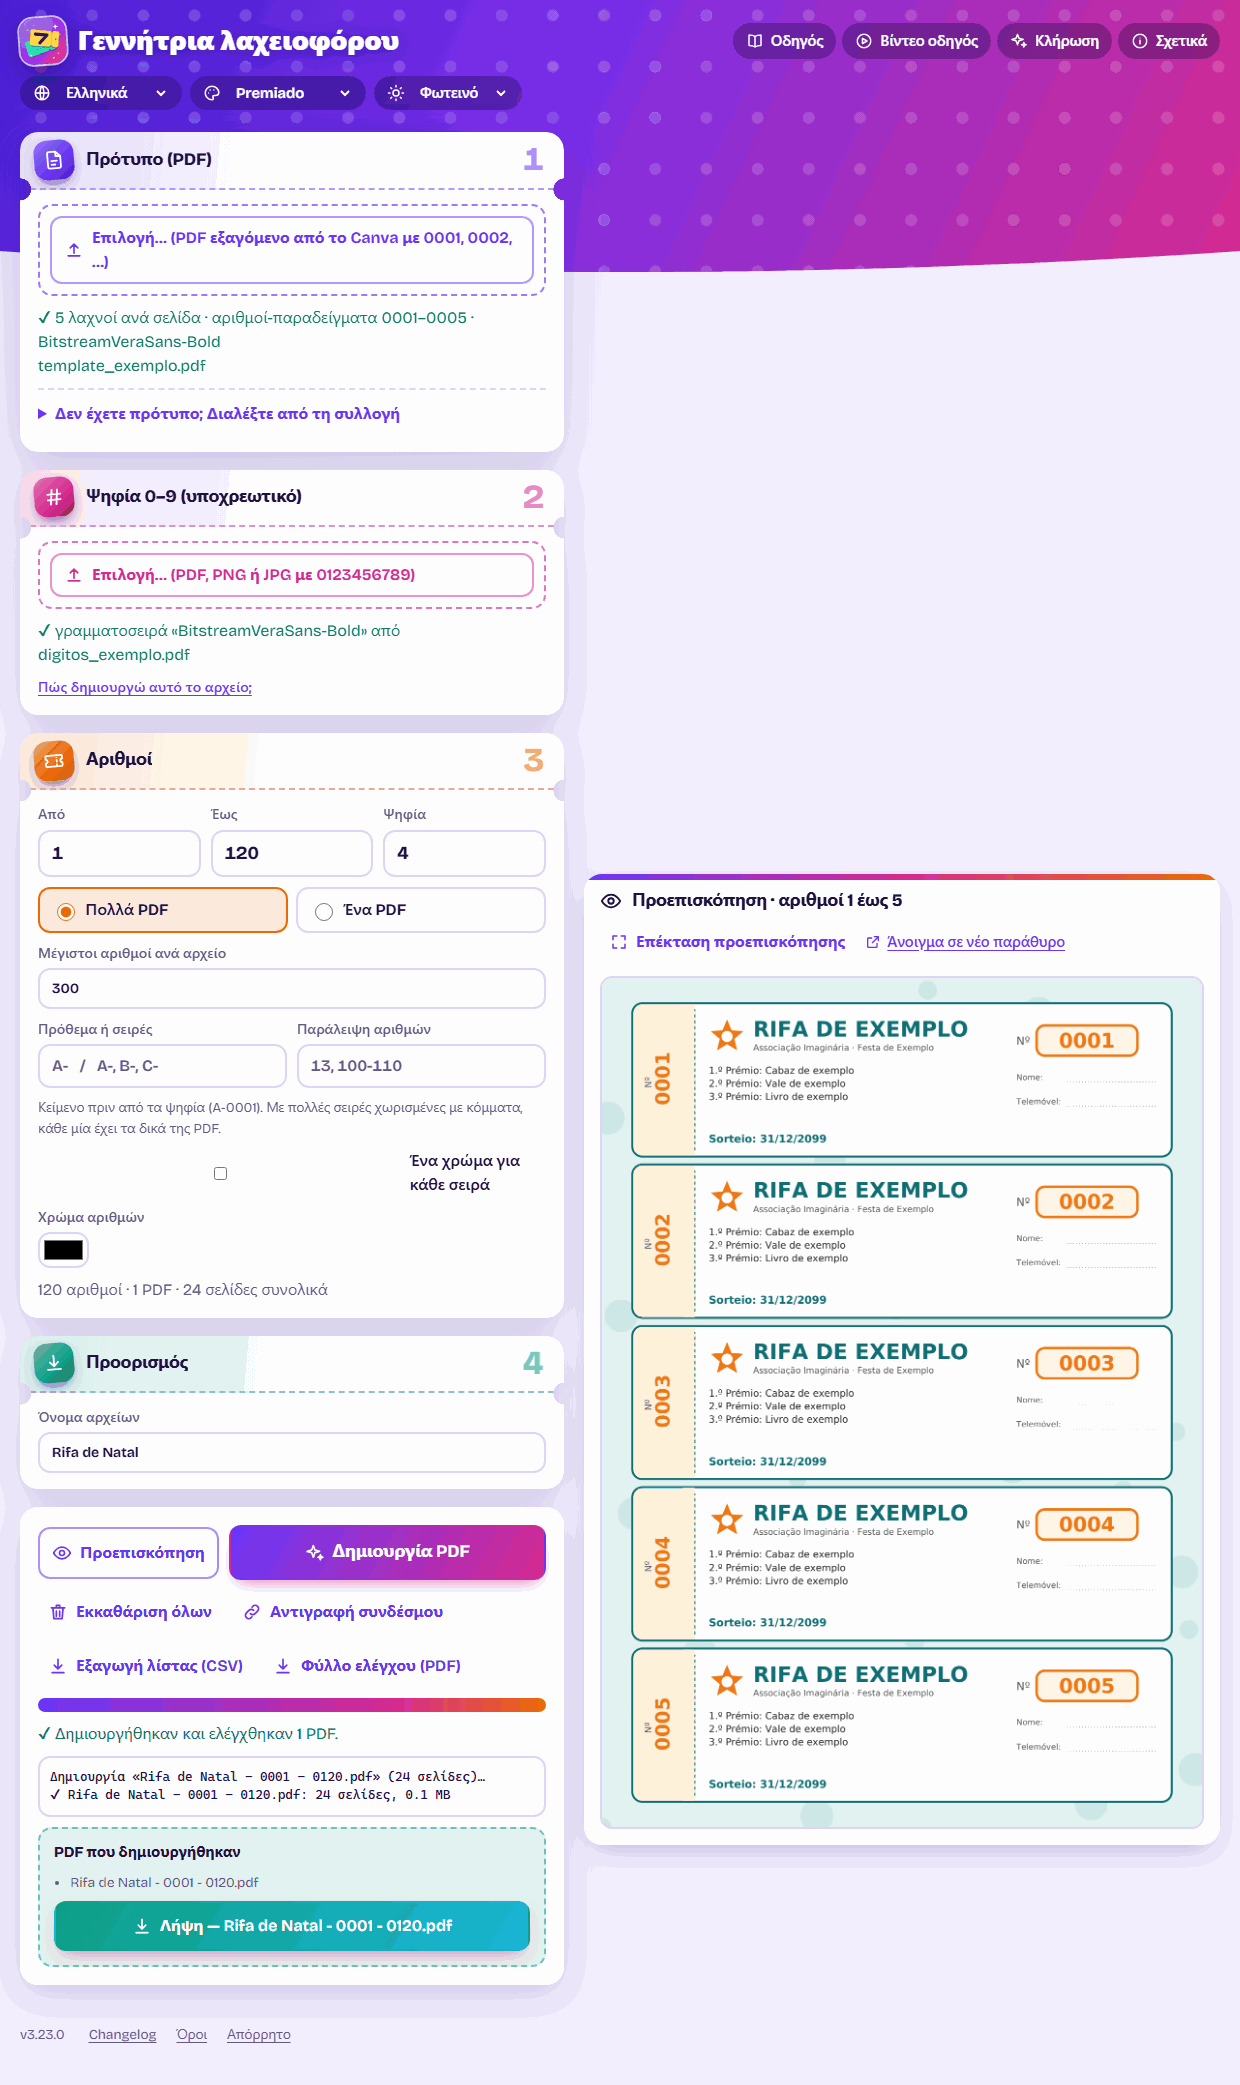 Γεννήτρια λαχειοφόρου
Οδηγός
Βίντεο οδηγός
Κλήρωση
Σχετικά
Ελληνικά
Premiado
Φωτεινό
Πρότυπο (PDF)
1
Επιλογή… (PDF εξαγόμενο από το Canva με 0001, 0002,
…)
✓ 5 λαχνοί ανά σελίδα · αριθμοί-παραδείγματα 0001–0005 ·
BitstreamVeraSans-Bold
template_exemplo.pdf
Δεν έχετε πρότυπο; Διαλέξτε από τη συλλογή
Ψηφία 0–9 (υποχρεωτικό)
2
Επιλογή… (PDF, PNG ή JPG με 0123456789)
✓ γραμματοσειρά «BitstreamVeraSans-Bold» από
digitos_exemplo.pdf
Πώς δημιουργώ αυτό το αρχείο;
Αριθμοί
3
Από
Έως
Ψηφία
1
120
4
Πολλά PDF
Ένα PDF
Μέγιστοι αριθμοί ανά αρχείο
300
Πρόθεμα ή σειρές
Παράλειψη αριθμών
A- / A-, B-, C-
13, 100-110
Κείμενο πριν από τα ψηφία (A-0001). Με πολλές σειρές χωρισμένες με κόμματα,
κάθε μία έχει τα δικά της PDF.
Ένα χρώμα για
κάθε σειρά
Χρώμα αριθμών
120 αριθμοί · 1 PDF · 24 σελίδες συνολικά
Προορισμός
4
Όνομα αρχείων
Rifa de Natal
Προεπισκόπηση
Δημιουργία PDF
Εκκαθάριση όλων
Αντιγραφή συνδέσμου
Εξαγωγή λίστας (CSV)
Φύλλο ελέγχου (PDF)
✓ Δημιουργήθηκαν και ελέγχθηκαν 1 PDF.
Δημιουργία «Rifa de Natal – 0001 – 0120.pdf» (24 σελίδες)…
✓ Rifa de Natal – 0001 – 0120.pdf: 24 σελίδες, 0.1 MB
PDF που δημιουργήθηκαν
• Rifa de Natal - 0001 - 0120.pdf
Λήψη — Rifa de Natal - 0001 - 0120.pdf
Προεπισκόπηση · αριθμοί 1 έως 5
Επέκταση προεπισκόπησης
Άνοιγμα σε νέο παράθυρο
Nº 0001
RIFA DE EXEMPLO
Associação Imaginária · Festa de Exemplo
1.º Prémio: Cabaz de exemplo
2.º Prémio: Vale de exemplo
3.º Prémio: Livro de exemplo
Sorteio: 31/12/2099
Nº 0001
Nome:
Telemóvel:
Nº 0002
RIFA DE EXEMPLO
Associação Imaginária · Festa de Exemplo
1.º Prémio: Cabaz de exemplo
2.º Prémio: Vale de exemplo
3.º Prémio: Livro de exemplo
Sorteio: 31/12/2099
Nº 0002
Nome:
Telemóvel:
Nº 0003
RIFA DE EXEMPLO
Associação Imaginária · Festa de Exemplo
1.º Prémio: Cabaz de exemplo
2.º Prémio: Vale de exemplo
3.º Prémio: Livro de exemplo
Sorteio: 31/12/2099
Nº 0003
Nome:
Telemóvel:
Nº 0004
RIFA DE EXEMPLO
Associação Imaginária · Festa de Exemplo
1.º Prémio: Cabaz de exemplo
2.º Prémio: Vale de exemplo
3.º Prémio: Livro de exemplo
Sorteio: 31/12/2099
Nº 0004
Nome:
Telemóvel:
Nº 0005
RIFA DE EXEMPLO
Associação Imaginária · Festa de Exemplo
1.º Prémio: Cabaz de exemplo
2.º Prémio: Vale de exemplo
3.º Prémio: Livro de exemplo
Sorteio: 31/12/2099
Nº 0005
Nome:
Telemóvel:
v3.23.0
Changelog
Όροι
Απόρρητο